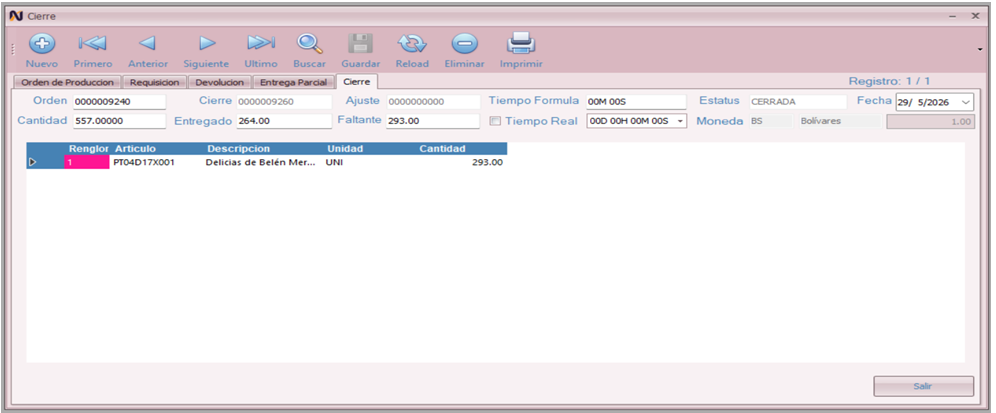 Cierre
Nuevo Primero Anterior Siguiente Ultimo Buscar Guardar Reload Eliminar Imprimir
Orden de Produccion Requisicion Devolucion Entrega Parcial Cierre Registro: 1 / 1
Orden 0000009240 Cierre 0000009260 Ajuste 0000000000 Tiempo Formula 00M 00S Estatus CERRADA Fecha 29/ 5/2026
Cantidad 557.00000 Entregado 264.00 Faltante 293.00 Tiempo Real 00D 00H 00M 00S Moneda BS Bolívares 1.00
Renglor Articulo Descripcion Unidad Cantidad
1 PT04D17X001 Delicias de Belén Mer... UNI 293.00
Salir